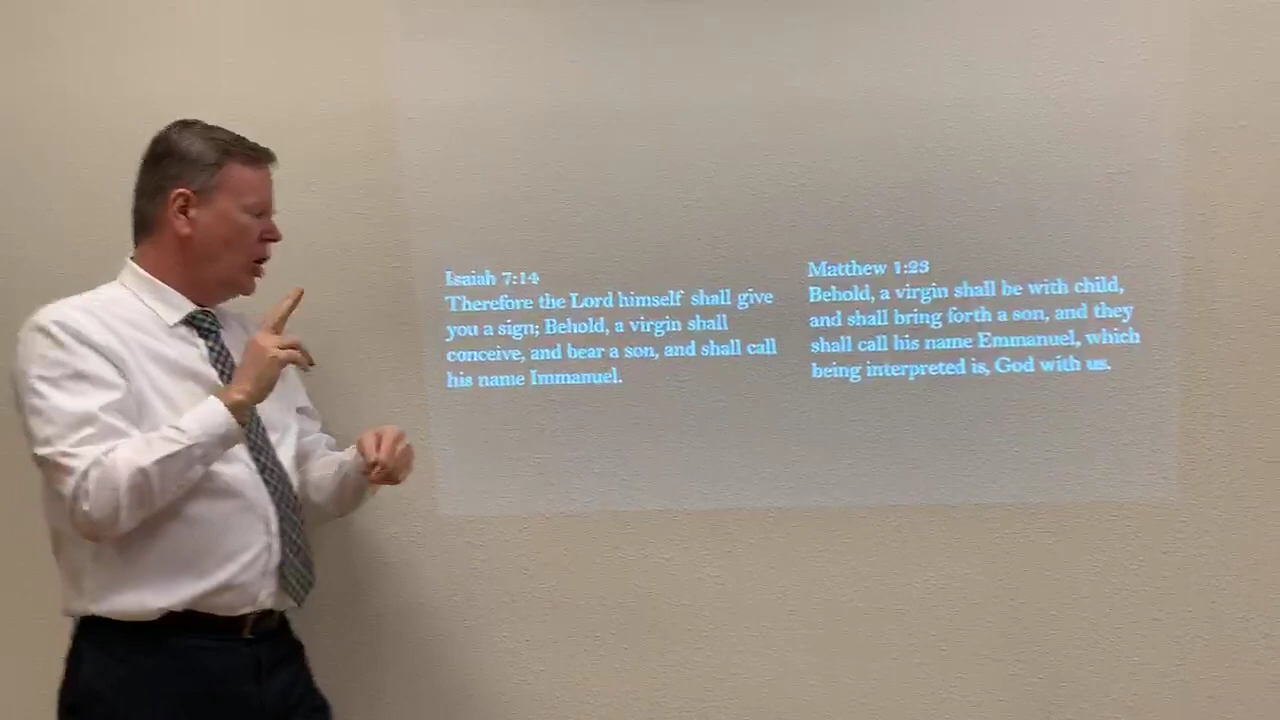 Isaiah 7:14
Therefore the Lord himself shall give
you a sign; Behold, a virgin shall
conceive, and bear a son, and shall call
his name Immanuel.
Matthew 1:23
Behold, a virgin shall be with child,
and shall bring forth a son, and they
shall call his name Emmanuel, which
being interpreted is, God with us.